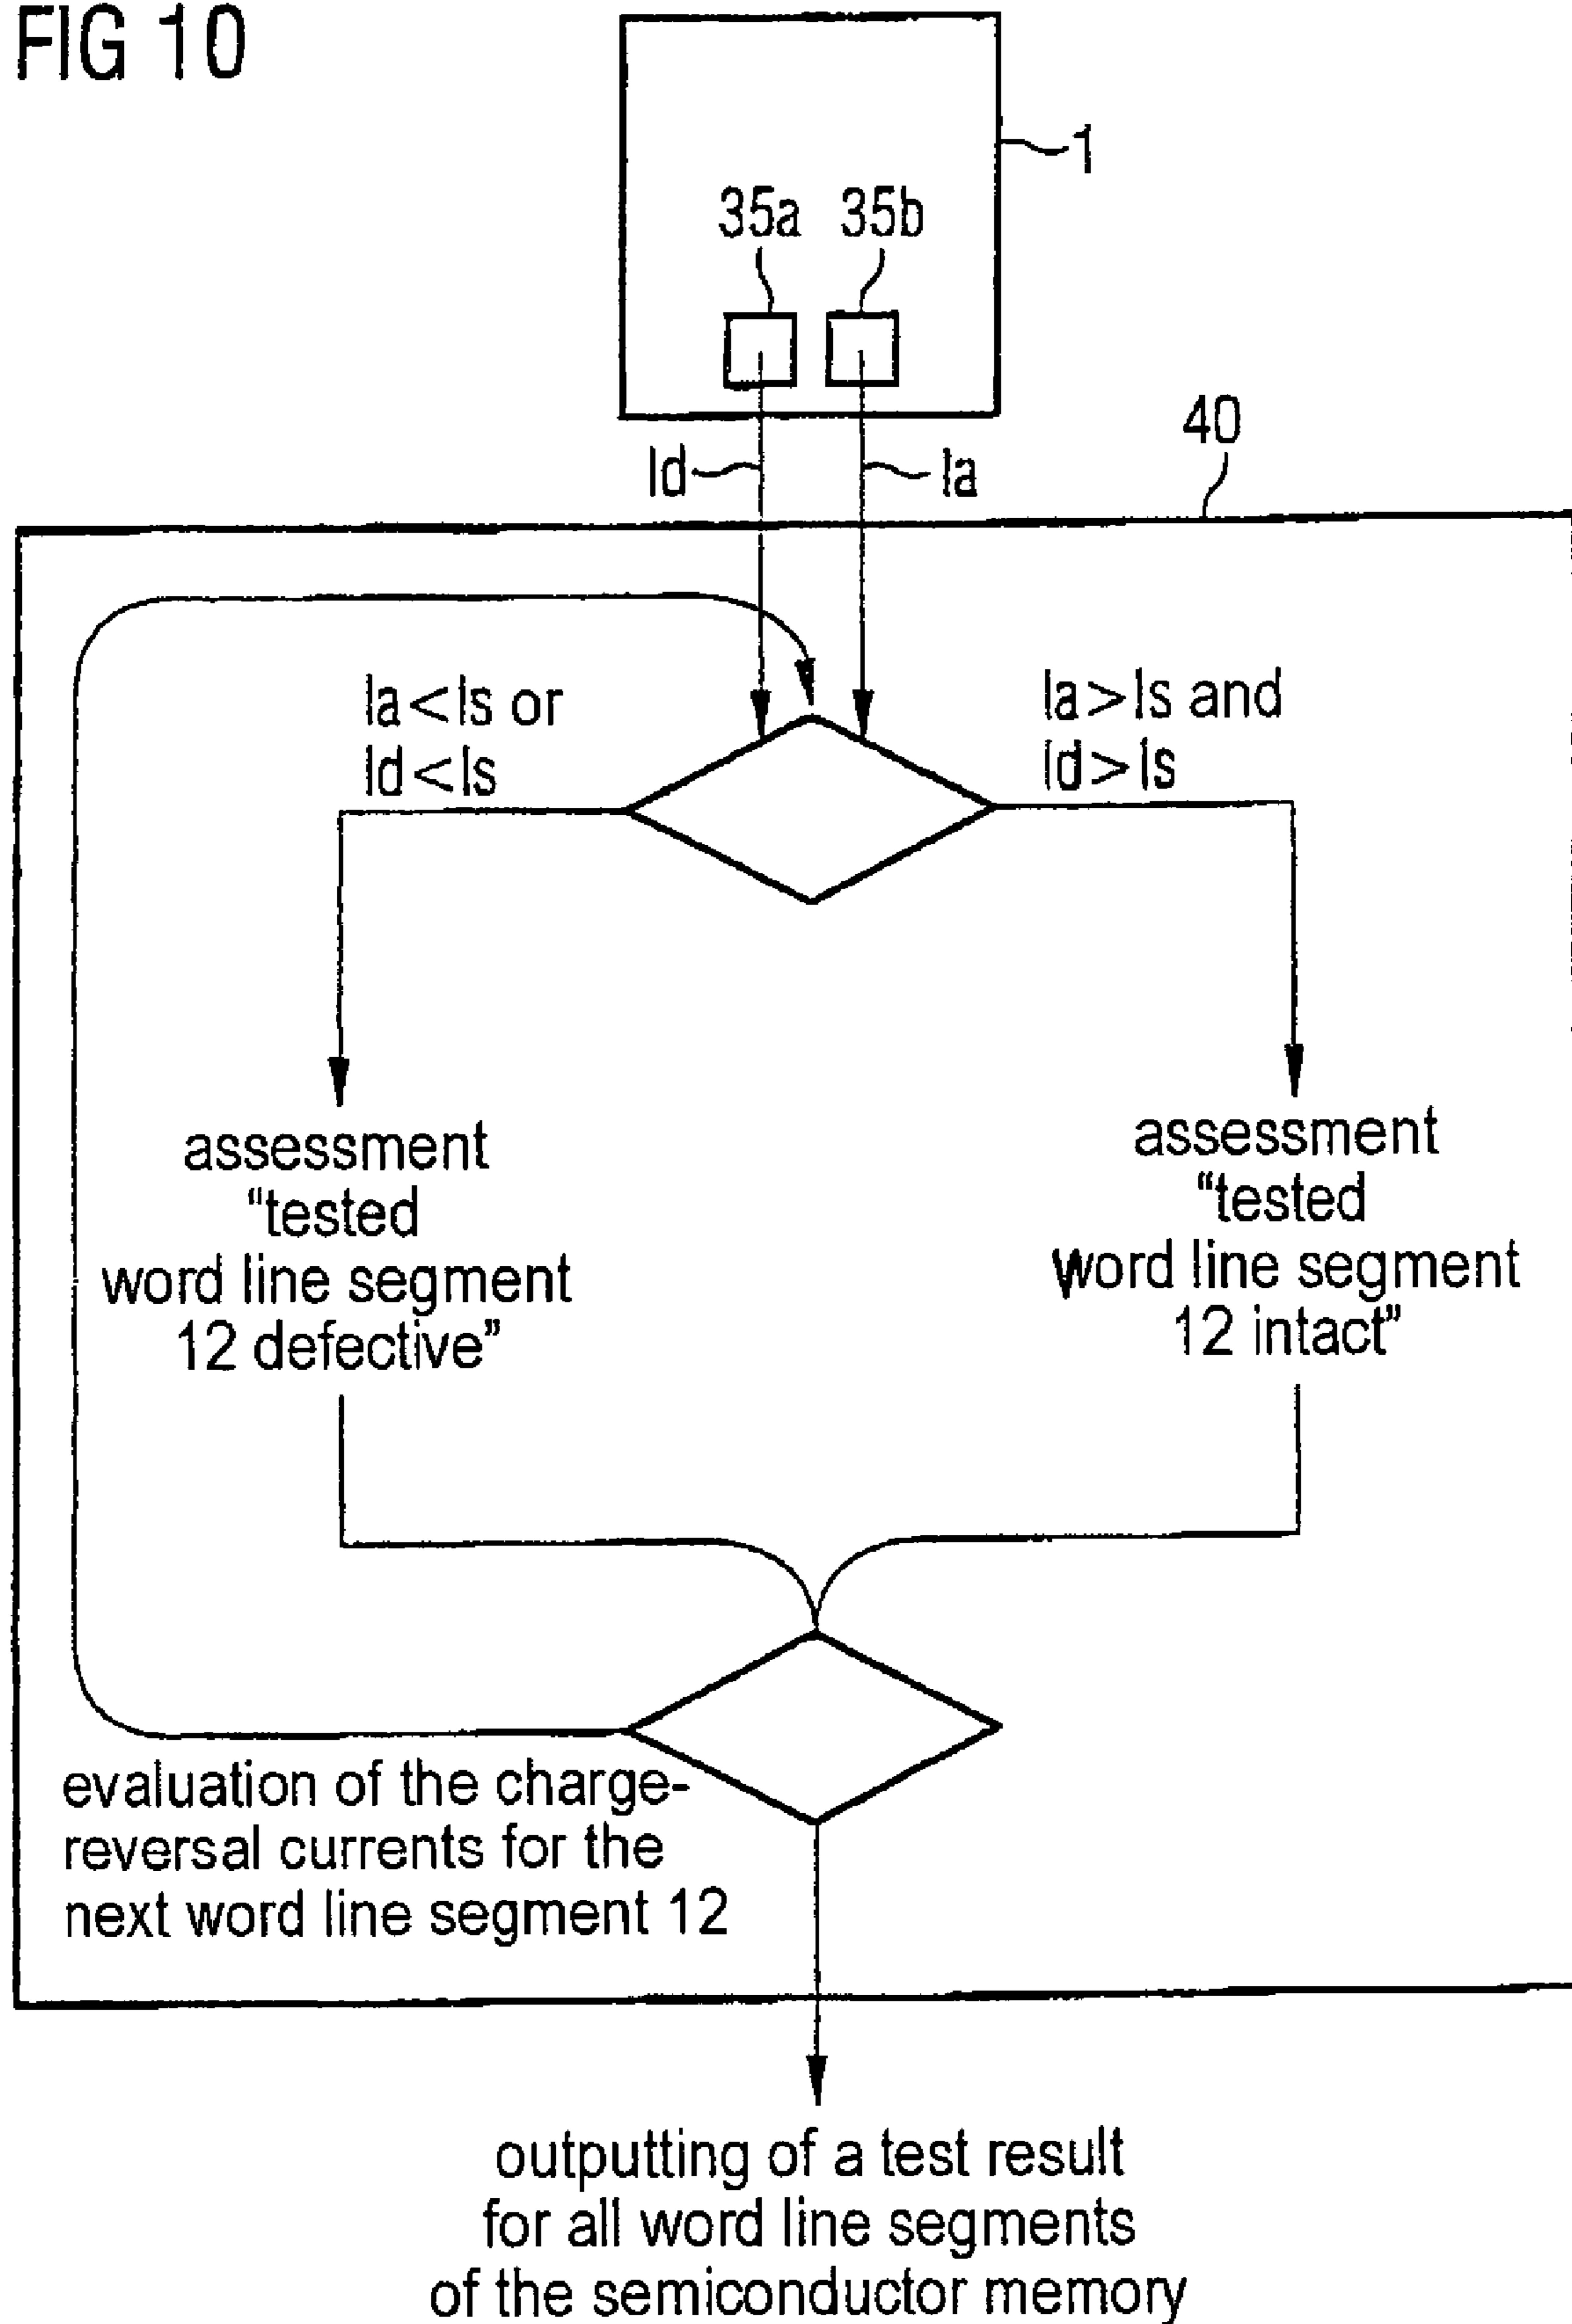 FIG 10
1
35a 35b
Id Ia
40
Ia<Is or
Id<Is
Ia>Is and
Id>Is
assessment
“tested
word line segment
12 defective”
assessment
“tested
word line segment
12 intact”
evaluation of the charge-
reversal currents for the
next word line segment 12
outputting of a test result
for all word line segments
of the semiconductor memory